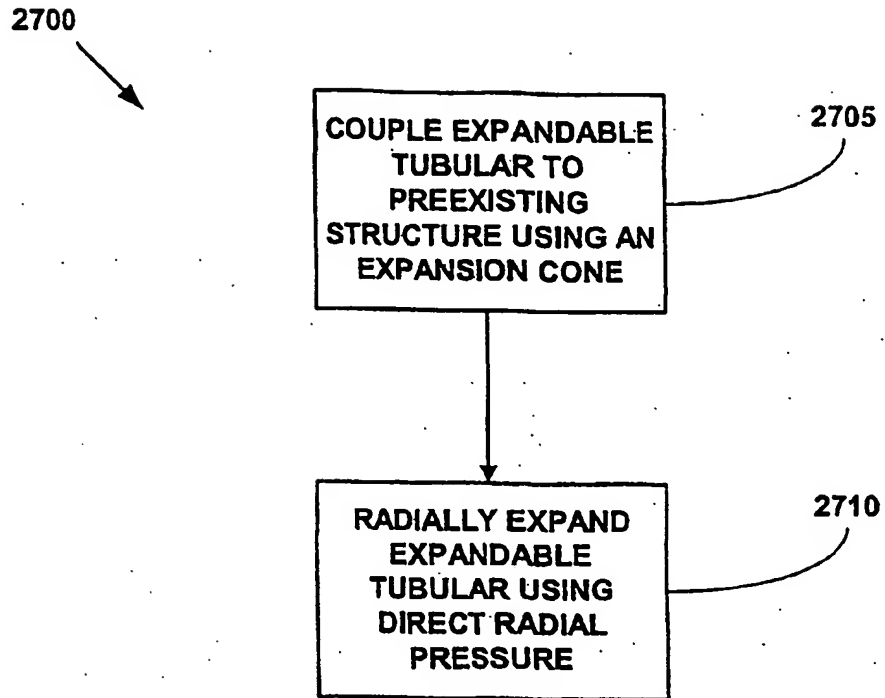 2700
COUPLE EXPANDABLE
TUBULAR TO
PREEXISTING
STRUCTURE USING AN
EXPANSION CONE
2705
RADIALLY EXPAND
EXPANDABLE
TUBULAR USING
DIRECT RADIAL
PRESSURE
2710